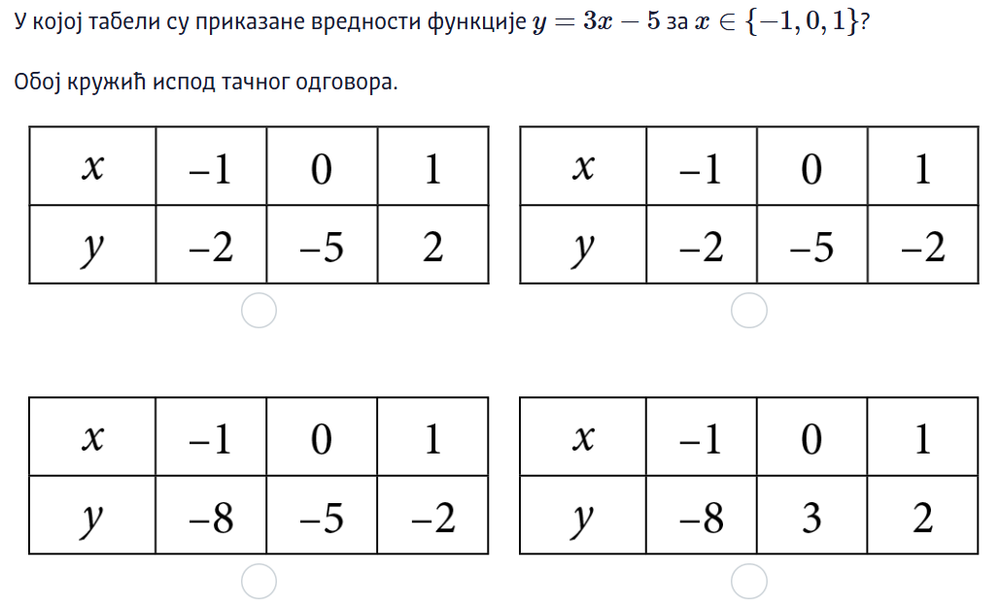 У којој табели су приказане вредности функције y = 3x − 5 за x ∈ {−1, 0, 1}?
Обој кружић испод тачног одговора.
x –1 0 1
y –2 –5 2
x –1 0 1
y –2 –5 –2
x –1 0 1
y –8 –5 –2
x –1 0 1
y –8 3 2